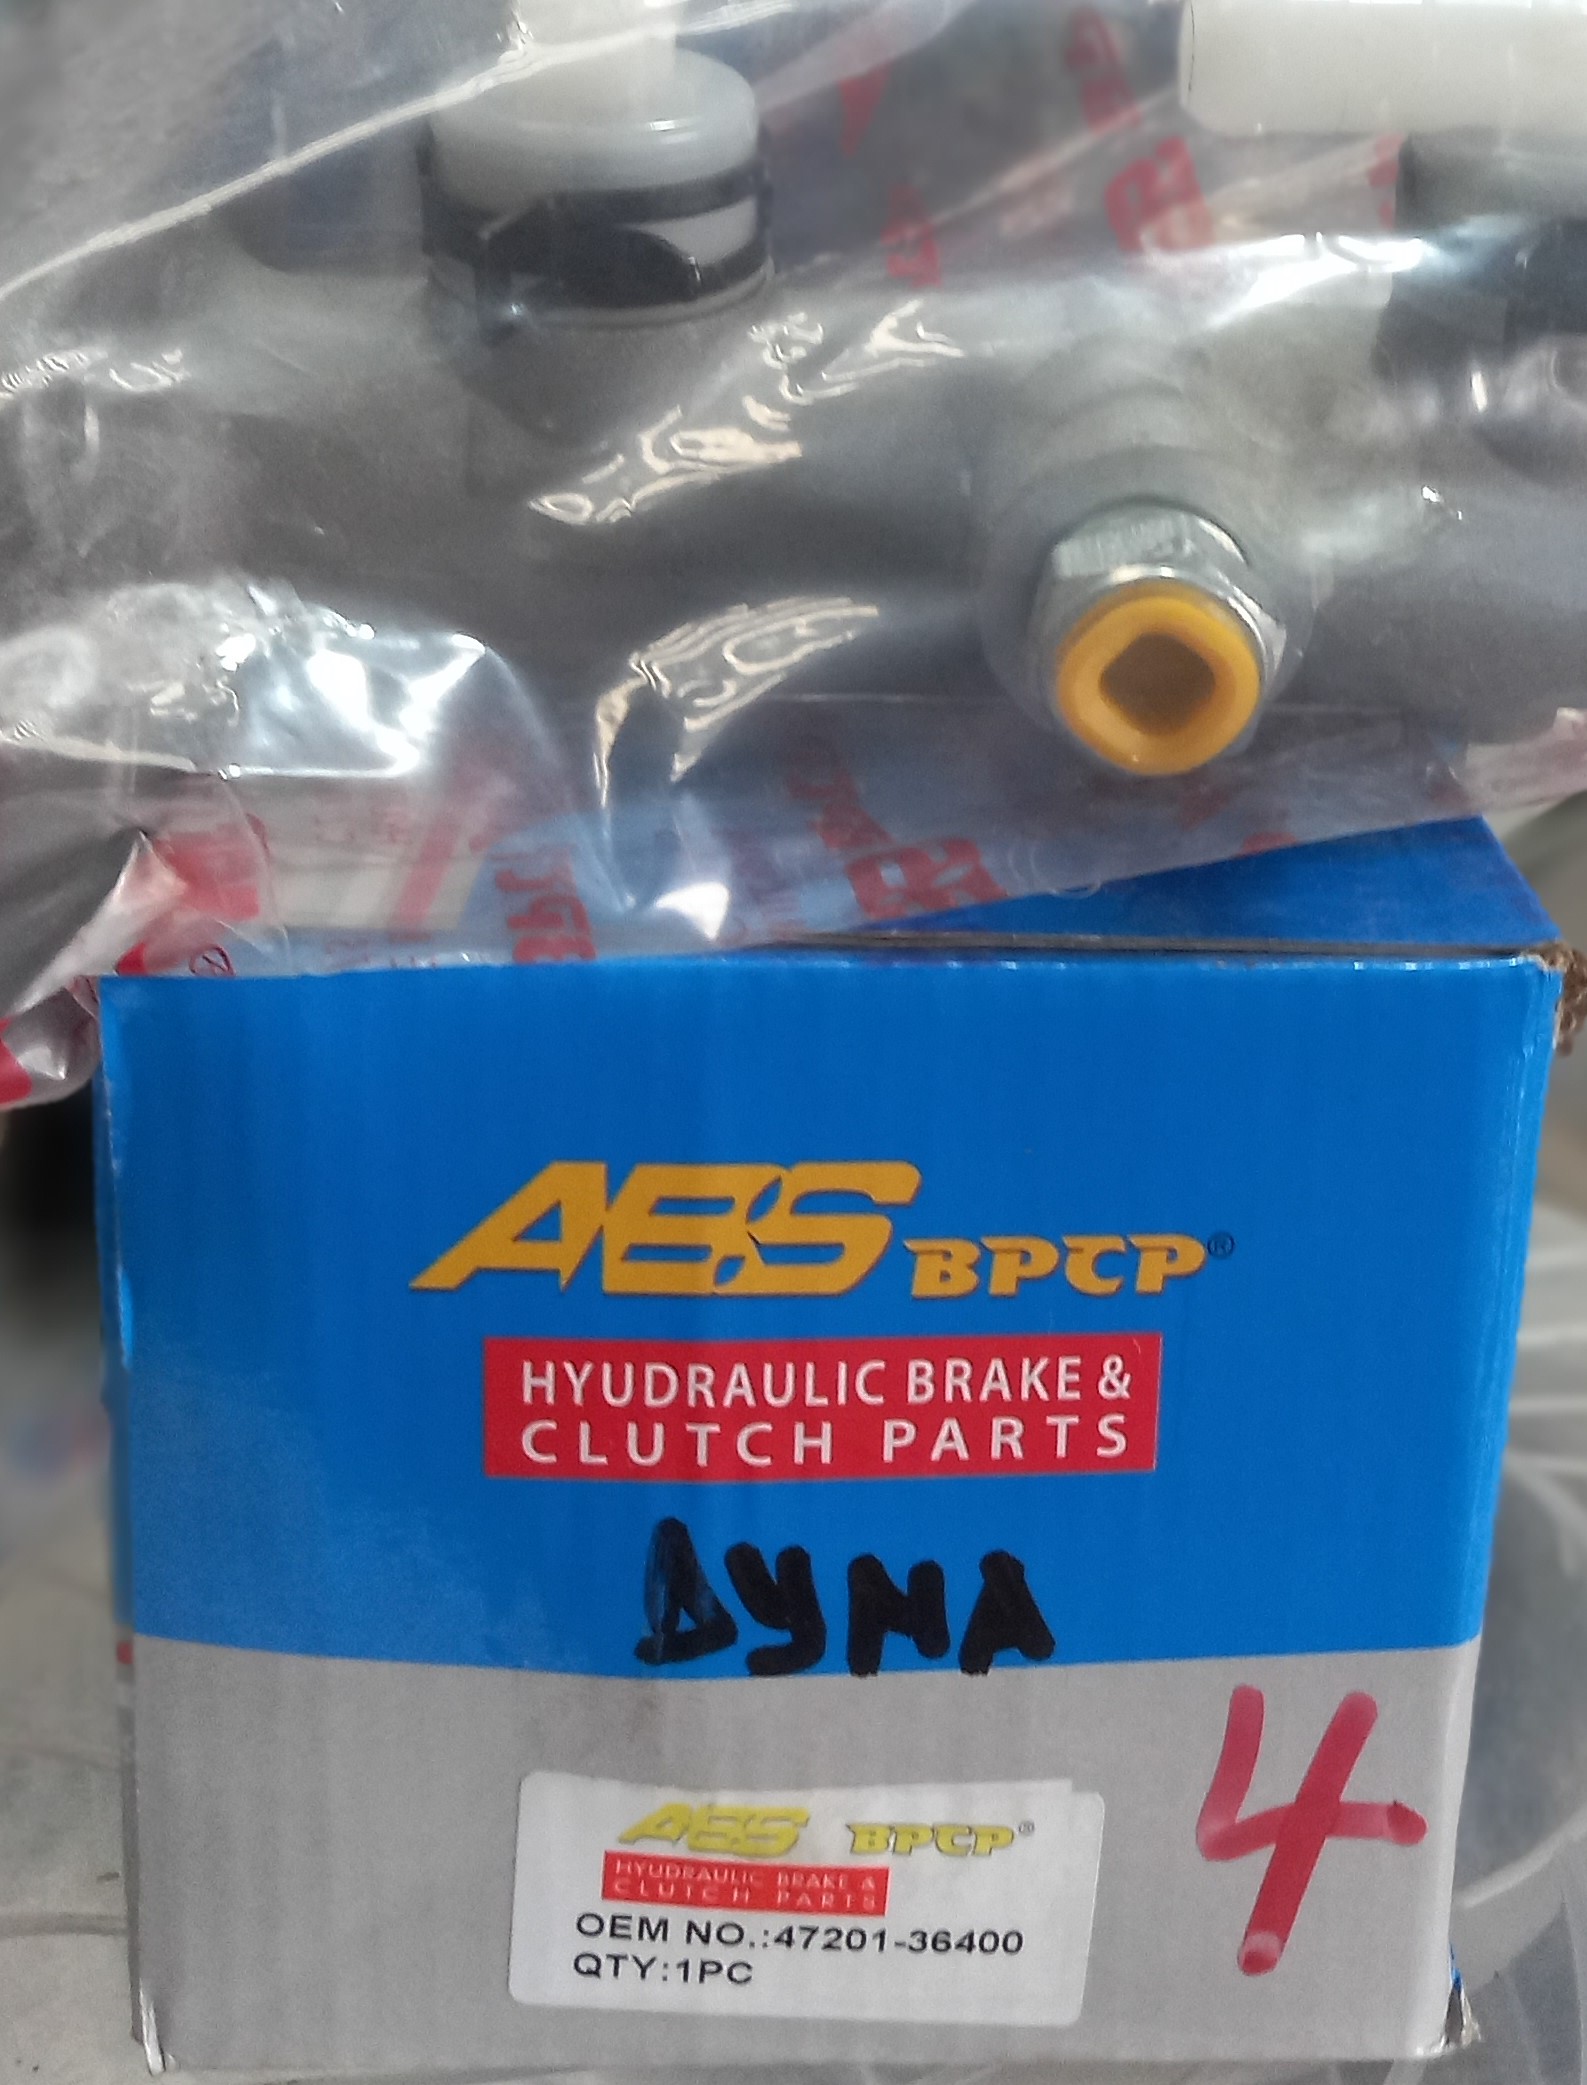 ABS BPCP®
HYUDRAULIC BRAKE &
CLUTCH PARTS
DYNA
4
ABS BPCP®
HYUDRAULIC BRAKE &
CLUTCH PARTS
OEM NO.:47201-36400
QTY:1PC